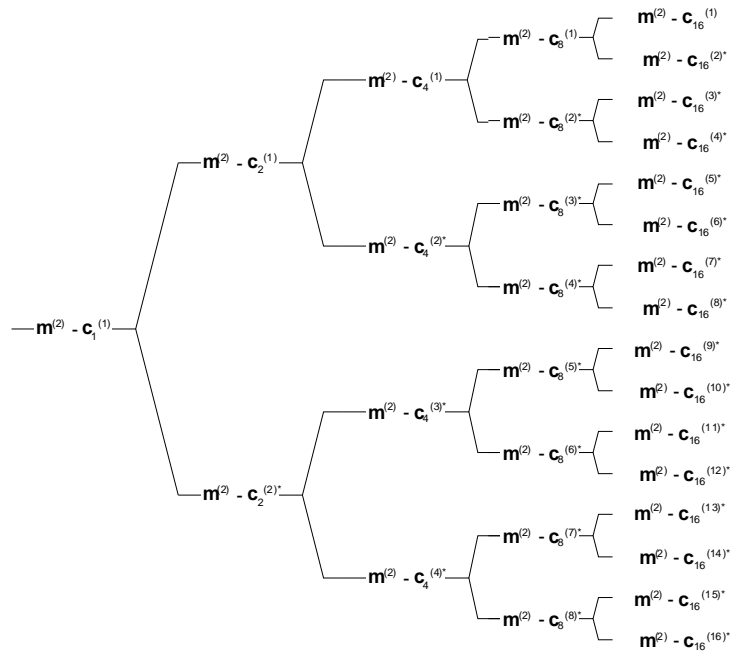 m(2) - c16(1)
m(2) - c8(1)
m(2) - c16(2)*
m(2) - c4(1)
m(2) - c16(3)*
m(2) - c8(2)*
m(2) - c16(4)*
m(2) - c2(1)
m(2) - c16(5)*
m(2) - c8(3)*
m(2) - c16(6)*
m(2) - c4(2)*
m(2) - c16(7)*
m(2) - c8(4)*
m(2) - c16(8)*
m(2) - c1(1)
m(2) - c16(9)*
m(2) - c8(5)*
m(2) - c16(10)*
m(2) - c4(3)*
m(2) - c16(11)*
m(2) - c8(6)*
m(2) - c16(12)*
m(2) - c2(2)*
m(2) - c16(13)*
m(2) - c8(7)*
m(2) - c16(14)*
m(2) - c4(4)*
m(2) - c16(15)*
m(2) - c8(8)*
m(2) - c16(16)*